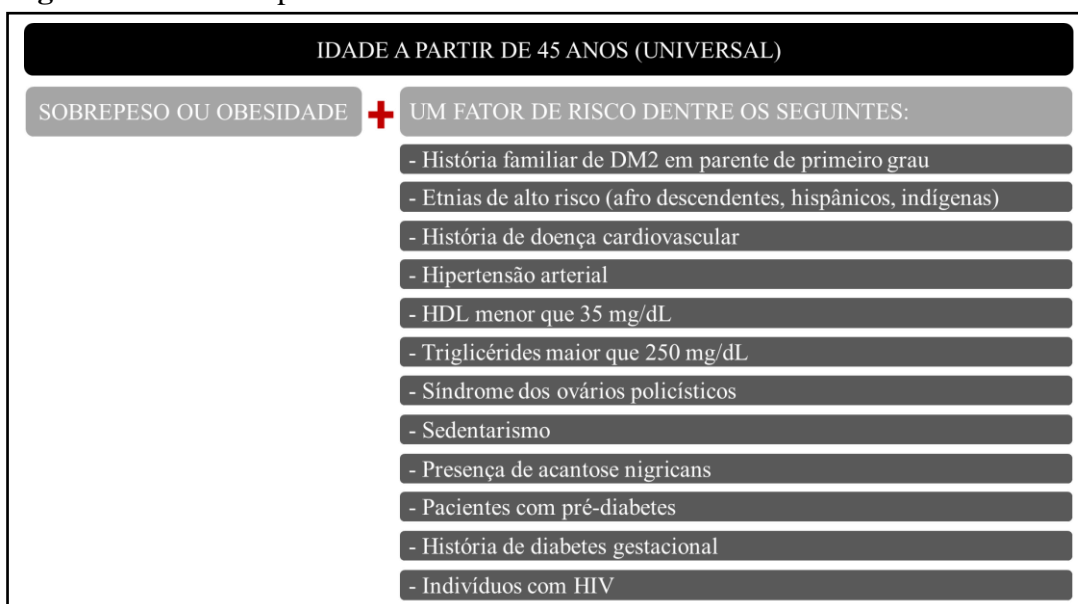 IDADE A PARTIR DE 45 ANOS (UNIVERSAL)
SOBREPESO OU OBESIDADE
+
UM FATOR DE RISCO DENTRE OS SEGUINTES:
- História familiar de DM2 em parente de primeiro grau
- Etnias de alto risco (afro descendentes, hispânicos, indígenas)
- História de doença cardiovascular
- Hipertensão arterial
- HDL menor que 35 mg/dL
- Triglicérides maior que 250 mg/dL
- Síndrome dos ovários policísticos
- Sedentarismo
- Presença de acantose nigricans
- Pacientes com pré-diabetes
- História de diabetes gestacional
- Indivíduos com HIV